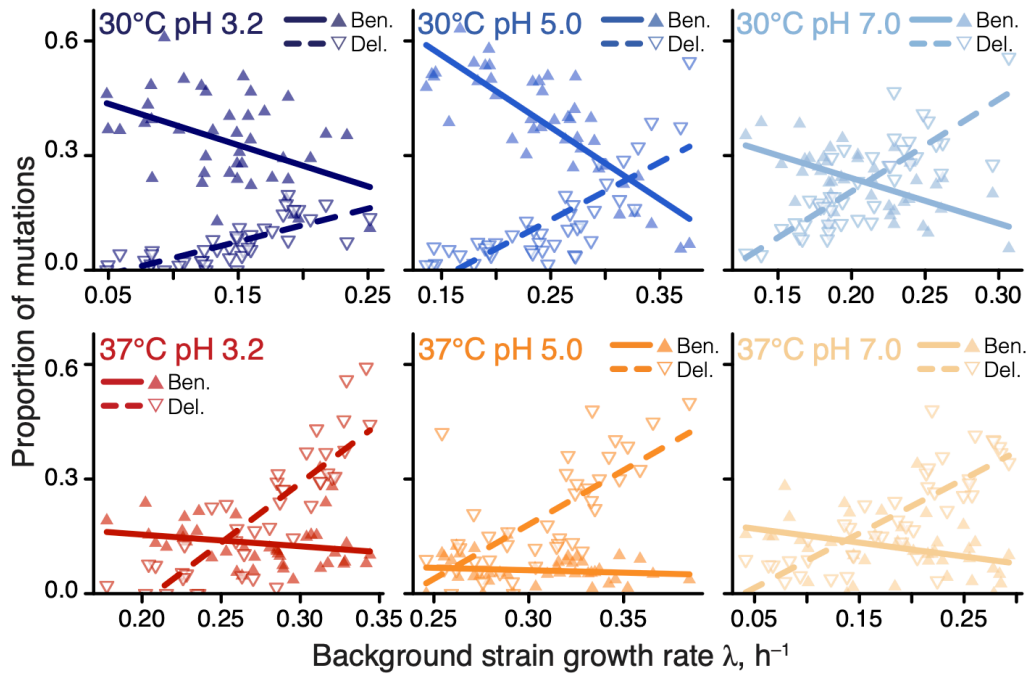 30°C pH 3.2
Ben.
Del.
30°C pH 5.0
Ben.
Del.
30°C pH 7.0
Ben.
Del.
0.6
0.3
0.0
0.05 0.15 0.25
0.15 0.25 0.35
0.15 0.20 0.25 0.30
Proportion of mutations
37°C pH 3.2
Ben.
Del.
37°C pH 5.0
Ben.
Del.
37°C pH 7.0
Ben.
Del.
0.6
0.3
0.0
0.20 0.25 0.30 0.35
0.25 0.30 0.35
0.05 0.15 0.25
Background strain growth rate λ, h⁻¹